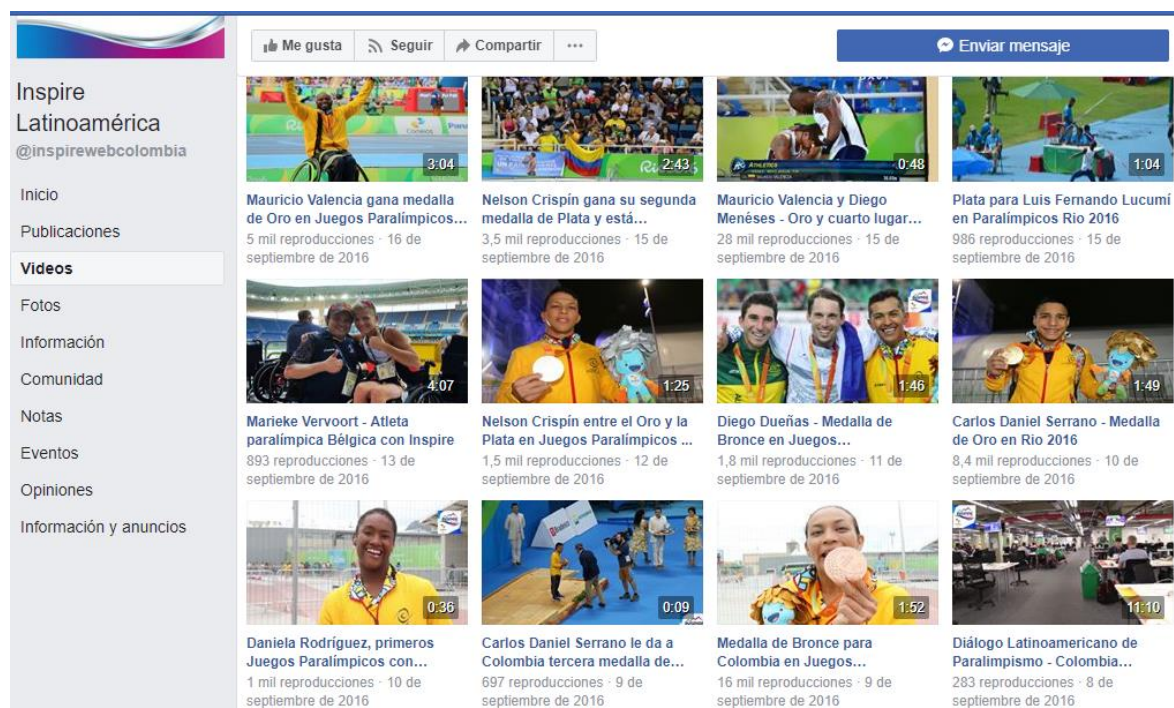 Me gusta
Seguir
Compartir
Enviar mensaje
Inspire
Latinoamérica
@inspirewebcolombia
Inicio
Publicaciones
Videos
Fotos
Información
Comunidad
Notas
Eventos
Opiniones
Información y anuncios
3:04
2:43
0:48
1:04
Mauricio Valencia gana medalla
de Oro en Juegos Paralímpicos...
5 mil reproducciones · 16 de
septiembre de 2016
Nelson Crispín gana su segunda
medalla de Plata y está...
3,5 mil reproducciones · 15 de
septiembre de 2016
Mauricio Valencia y Diego
Menéses - Oro y cuarto lugar...
28 mil reproducciones · 15 de
septiembre de 2016
Plata para Luis Fernando Lucumí
en Paralímpicos Rio 2016
986 reproducciones · 15 de
septiembre de 2016
4:07
1:25
1:46
1:49
Marieke Vervoort - Atleta
paralímpica Bélgica con Inspire
893 reproducciones · 13 de
septiembre de 2016
Nelson Crispín entre el Oro y la
Plata en Juegos Paralímpicos ...
1,5 mil reproducciones · 12 de
septiembre de 2016
Diego Dueñas - Medalla de
Bronce en Juegos...
1,8 mil reproducciones · 11 de
septiembre de 2016
Carlos Daniel Serrano - Medalla
de Oro en Rio 2016
8,4 mil reproducciones · 10 de
septiembre de 2016
0:36
0:09
1:52
11:10
Daniela Rodríguez, primeros
Juegos Paralímpicos con...
1 mil reproducciones · 10 de
septiembre de 2016
Carlos Daniel Serrano le da a
Colombia tercera medalla de...
697 reproducciones · 9 de
septiembre de 2016
Medalla de Bronce para
Colombia en Juegos...
16 mil reproducciones · 9 de
septiembre de 2016
Diálogo Latinoamericano de
Paralimpismo - Colombia...
283 reproducciones · 8 de
septiembre de 2016